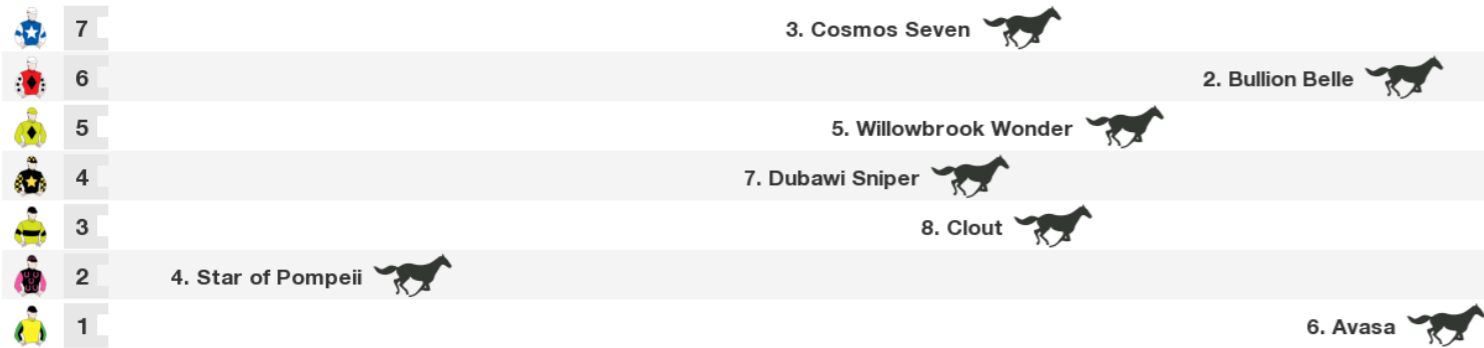 7 3. Cosmos Seven
6 2. Bullion Belle
5 5. Willowbrook Wonder
4 7. Dubawi Sniper
3 8. Clout
2 4. Star of Pompeii
1 6. Avasa